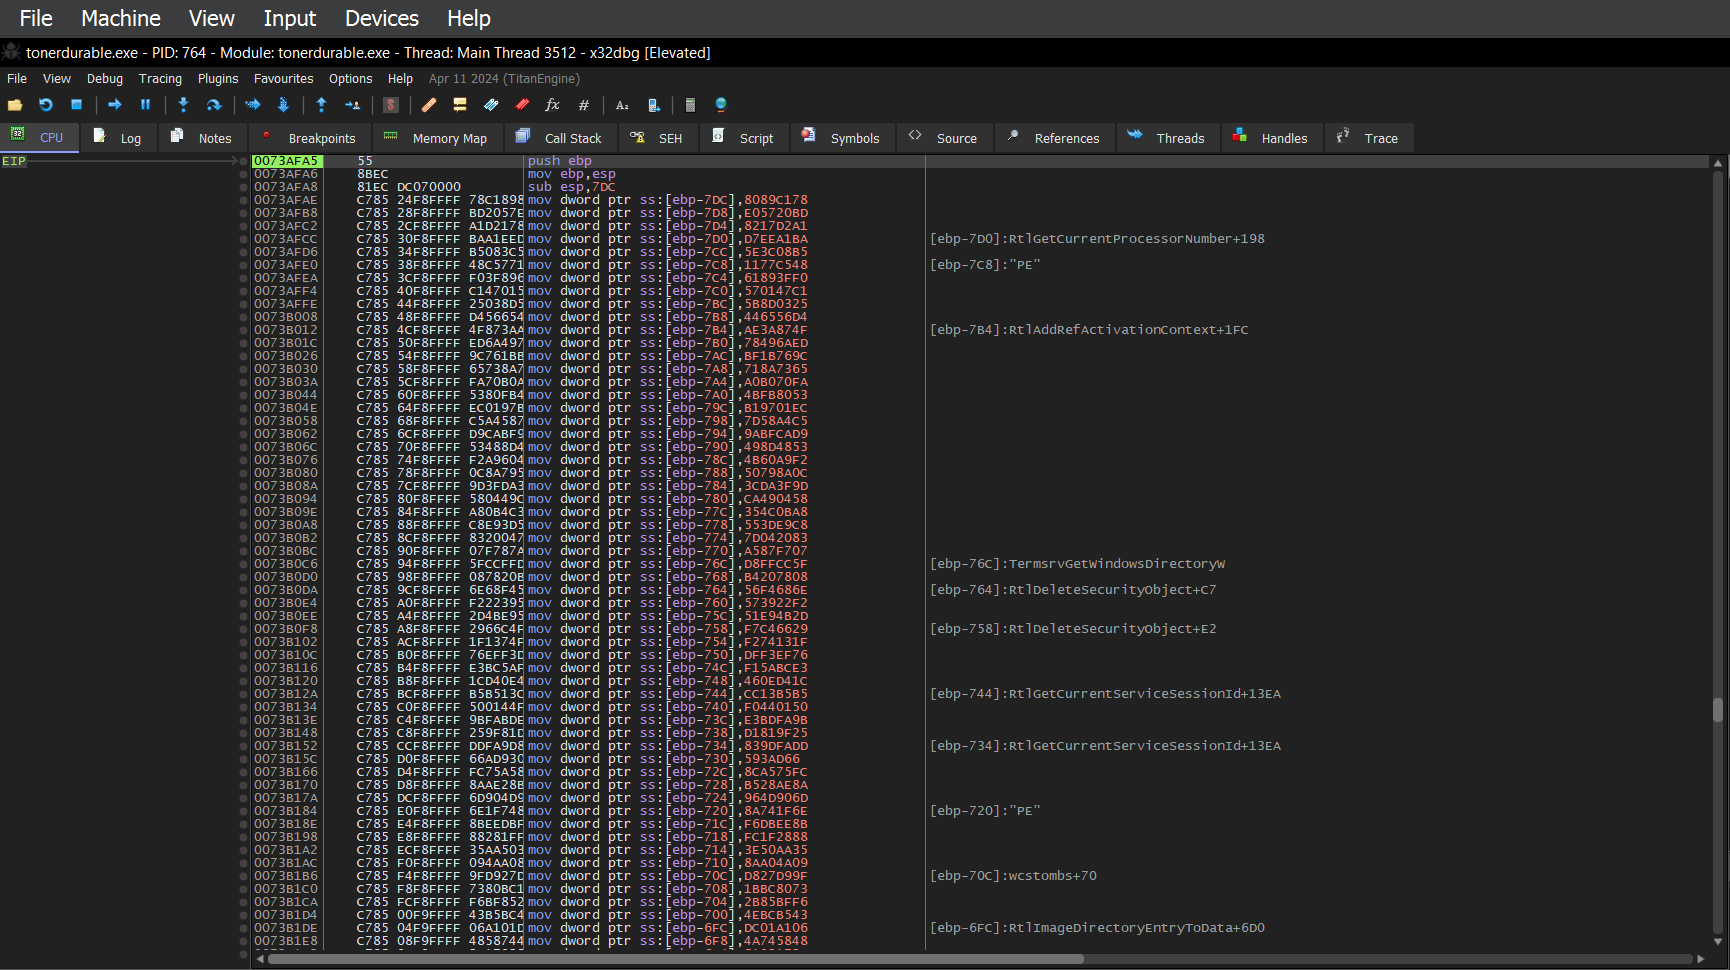 File Machine View Input Devices Help
tonerdurable.exe - PID: 764 - Module: tonerdurable.exe - Thread: Main Thread 3512 - x32dbg [Elevated]
File View Debug Tracing Plugins Favourites Options Help Apr 11 2024 (TitanEngine)
CPU Log Notes Breakpoints Memory Map Call Stack SEH Script Symbols Source References Threads Handles Trace
EIP 0073AFA5 55 push ebp
0073AFA6 8BEC mov ebp,esp
0073AFA8 81EC DC070000 sub esp,7DC
0073AFAE C785 24F8FFFF 78C1898 mov dword ptr ss:[ebp-7DC],8089C178
0073AFB8 C785 28F8FFFF BD2057E mov dword ptr ss:[ebp-7D8],E05720BD
0073AFC2 C785 2CF8FFFF A1D2178 mov dword ptr ss:[ebp-7D4],8217D2A1
0073AFCC C785 30F8FFFF BAA1EED mov dword ptr ss:[ebp-7D0],D7EEA1BA [ebp-7D0]:RtlGetCurrentProcessorNumber+198
0073AFD6 C785 34F8FFFF B5083C5 mov dword ptr ss:[ebp-7CC],5E3C08B5
0073AFE0 C785 38F8FFFF 48C5771 mov dword ptr ss:[ebp-7C8],1177C548 [ebp-7C8]:"PE"
0073AFEA C785 3CF8FFFF F03F896 mov dword ptr ss:[ebp-7C4],61893FF0
0073AFF4 C785 40F8FFFF C147015 mov dword ptr ss:[ebp-7C0],570147C1
0073AFFE C785 44F8FFFF 25038D5 mov dword ptr ss:[ebp-7BC],5B8D0325
0073B008 C785 48F8FFFF D456654 mov dword ptr ss:[ebp-7B8],446556D4
0073B012 C785 4CF8FFFF 4F873AA mov dword ptr ss:[ebp-7B4],AE3A874F [ebp-7B4]:RtlAddRefActivationContext+1FC
0073B01C C785 50F8FFFF ED6A497 mov dword ptr ss:[ebp-7B0],78496AED
0073B026 C785 54F8FFFF 9C761BB mov dword ptr ss:[ebp-7AC],BF1B769C
0073B030 C785 58F8FFFF 65738A7 mov dword ptr ss:[ebp-7A8],718A7365
0073B03A C785 5CF8FFFF FA70B0A mov dword ptr ss:[ebp-7A4],A0B070FA
0073B044 C785 60F8FFFF 5380FB4 mov dword ptr ss:[ebp-7A0],4BFB8053
0073B04E C785 64F8FFFF EC0197B mov dword ptr ss:[ebp-79C],B19701EC
0073B058 C785 68F8FFFF C5A4587 mov dword ptr ss:[ebp-798],7D58A4C5
0073B062 C785 6CF8FFFF D9CABF9 mov dword ptr ss:[ebp-794],9ABFCAD9
0073B06C C785 70F8FFFF 53488D4 mov dword ptr ss:[ebp-790],498D4853
0073B076 C785 74F8FFFF F2A9604 mov dword ptr ss:[ebp-78C],4B60A9F2
0073B080 C785 78F8FFFF 0C8A795 mov dword ptr ss:[ebp-788],50798A0C
0073B08A C785 7CF8FFFF 9D3FDA3 mov dword ptr ss:[ebp-784],3CDA3F9D
0073B094 C785 80F8FFFF 580449C mov dword ptr ss:[ebp-780],CA490458
0073B09E C785 84F8FFFF A80B4C3 mov dword ptr ss:[ebp-77C],354C0BA8
0073B0A8 C785 88F8FFFF C8E93D5 mov dword ptr ss:[ebp-778],553DE9C8
0073B0B2 C785 8CF8FFFF 8320047 mov dword ptr ss:[ebp-774],7D042083
0073B0BC C785 90F8FFFF 07F787A mov dword ptr ss:[ebp-770],A587F707
0073B0C6 C785 94F8FFFF 5FCCFFD mov dword ptr ss:[ebp-76C],D8FFCC5F [ebp-76C]:TermsrvGetWindowsDirectoryW
0073B0D0 C785 98F8FFFF 087820B mov dword ptr ss:[ebp-768],B4207808
0073B0DA C785 9CF8FFFF 6E68F45 mov dword ptr ss:[ebp-764],56F4686E [ebp-764]:RtlDeleteSecurityObject+C7
0073B0E4 C785 A0F8FFFF F222395 mov dword ptr ss:[ebp-760],573922F2
0073B0EE C785 A4F8FFFF 2D4BE95 mov dword ptr ss:[ebp-75C],51E94B2D
0073B0F8 C785 A8F8FFFF 2966C4F mov dword ptr ss:[ebp-758],F7C46629 [ebp-758]:RtlDeleteSecurityObject+E2
0073B102 C785 ACF8FFFF 1F1374F mov dword ptr ss:[ebp-754],F274131F
0073B10C C785 B0F8FFFF 76EFF3D mov dword ptr ss:[ebp-750],DFF3EF76
0073B116 C785 B4F8FFFF E3BC5AF mov dword ptr ss:[ebp-74C],F15ABCE3
0073B120 C785 B8F8FFFF 1CD40E4 mov dword ptr ss:[ebp-748],460ED41C
0073B12A C785 BCF8FFFF B5B513C mov dword ptr ss:[ebp-744],CC13B5B5 [ebp-744]:RtlGetCurrentServiceSessionId+13EA
0073B134 C785 C0F8FFFF 500144F mov dword ptr ss:[ebp-740],F0440150
0073B13E C785 C4F8FFFF 9BFABDE mov dword ptr ss:[ebp-73C],E3BDFA9B
0073B148 C785 C8F8FFFF 259F81D mov dword ptr ss:[ebp-738],D1819F25
0073B152 C785 CCF8FFFF DDFA9D8 mov dword ptr ss:[ebp-734],839DFADD [ebp-734]:RtlGetCurrentServiceSessionId+13EA
0073B15C C785 D0F8FFFF 66AD930 mov dword ptr ss:[ebp-730],593AD66
0073B166 C785 D4F8FFFF FC75A58 mov dword ptr ss:[ebp-72C],8CA575FC
0073B170 C785 D8F8FFFF 8AAE28B mov dword ptr ss:[ebp-728],B528AE8A
0073B17A C785 DCF8FFFF 6D904D9 mov dword ptr ss:[ebp-724],964D906D
0073B184 C785 E0F8FFFF 6E1F748 mov dword ptr ss:[ebp-720],8A741F6E [ebp-720]:"PE"
0073B18E C785 E4F8FFFF 8BEEDBF mov dword ptr ss:[ebp-71C],F6DBEE8B
0073B198 C785 E8F8FFFF 88281FF mov dword ptr ss:[ebp-718],FC1F2888
0073B1A2 C785 ECF8FFFF 35AA503 mov dword ptr ss:[ebp-714],3E50AA35
0073B1AC C785 F0F8FFFF 094AA08 mov dword ptr ss:[ebp-710],8AA04A09
0073B1B6 C785 F4F8FFFF 9FD927D mov dword ptr ss:[ebp-70C],D827D99F [ebp-70C]:wcstombs+70
0073B1C0 C785 F8F8FFFF 7380BC1 mov dword ptr ss:[ebp-708],1BBC8073
0073B1CA C785 FCF8FFFF F6BF852 mov dword ptr ss:[ebp-704],2B85BFF6
0073B1D4 C785 00F9FFFF 43B5BC4 mov dword ptr ss:[ebp-700],4EBCB543
0073B1DE C785 04F9FFFF 06A101D mov dword ptr ss:[ebp-6FC],DC01A106 [ebp-6FC]:RtlImageDirectoryEntryToData+6D0
0073B1E8 C785 08F9FFFF 4858744 mov dword ptr ss:[ebp-6F8],4A745848